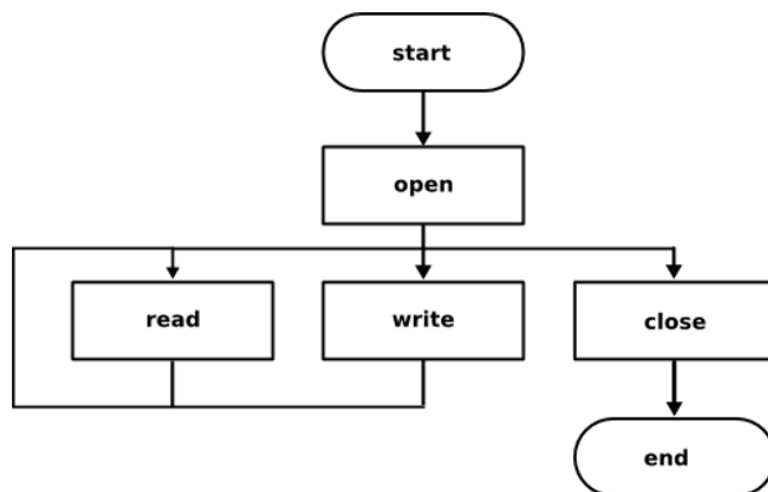 start
open
read
write
close
end